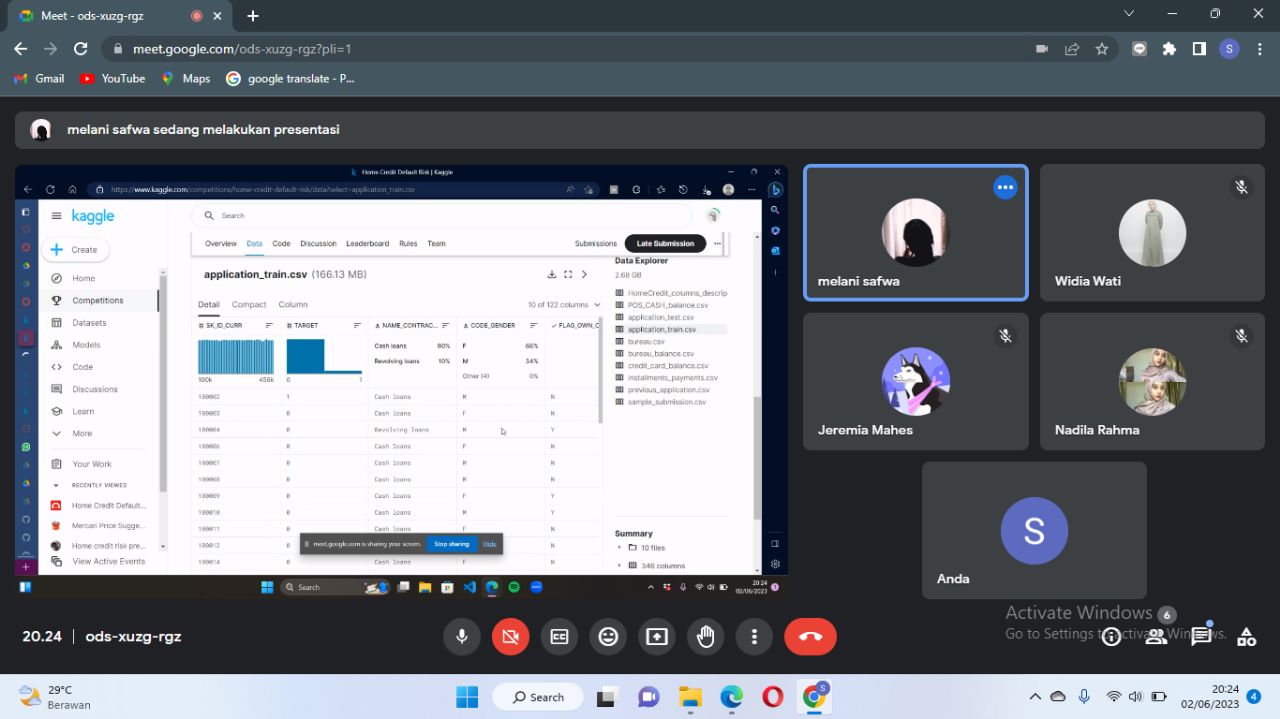 Meet - ods-xuzg-rgz
meet.google.com/ods-xuzg-rgz?pli=1
S
Gmail
YouTube
Maps
google translate - P...
melani safwa sedang melakukan presentasi
Home Credit Default Risk | Kaggle
https://www.kaggle.com/competitions/home-credit-default-risk/data?select=application_train.csv
kaggle
Search
Create
Home
Competitions
Datasets
Models
Code
Discussions
Learn
More
Your Work
RECENTLY VIEWED
Home Credit Default...
Mercari Price Sugge...
Home credit risk pre...
View Active Events
Overview Data Code Discussion Leaderboard Rules Team
Submissions Late Submission
application_train.csv (166.13 MB)
Detail Compact Column
10 of 122 columns
SK_ID_CURR # TARGET NAME_CONTRAC... CODE_GENDER FLAG_OWN_C
Cash loans 90% F 66%
Revolving loans 10% M 34%
Other (4) 0%
100k 456k 0 1
100002 1 Cash loans M N
100003 0 Cash loans F N
100004 0 Revolving loans M Y
100006 0 Cash loans F N
100007 0 Cash loans M N
100008 0 Cash loans M N
100009 0 Cash loans F Y
100010 0 Cash loans M N
100011 0 Cash loans F N
100012 0 N
100014 0 Cash loans F N
meet.google.com is sharing your screen. Stop sharing Hide
Data Explorer
2.68 GB
HomeCredit_columns_descrip
POS_CASH_balance.csv
application_test.csv
application_train.csv
bureau.csv
bureau_balance.csv
credit_card_balance.csv
installments_payments.csv
previous_application.csv
sample_submission.csv
Summary
10 files
346 columns
Search
20:24
02/06/2023
melani safwa
Mira Wati
Jeremia Mahes
Nadia Husna
S
Anda
Activate Windows
Go to Settings to activate Windows.
6
20.24 | ods-xuzg-rgz
29°C
Berawan
Search
S
20:24
02/06/2023
4